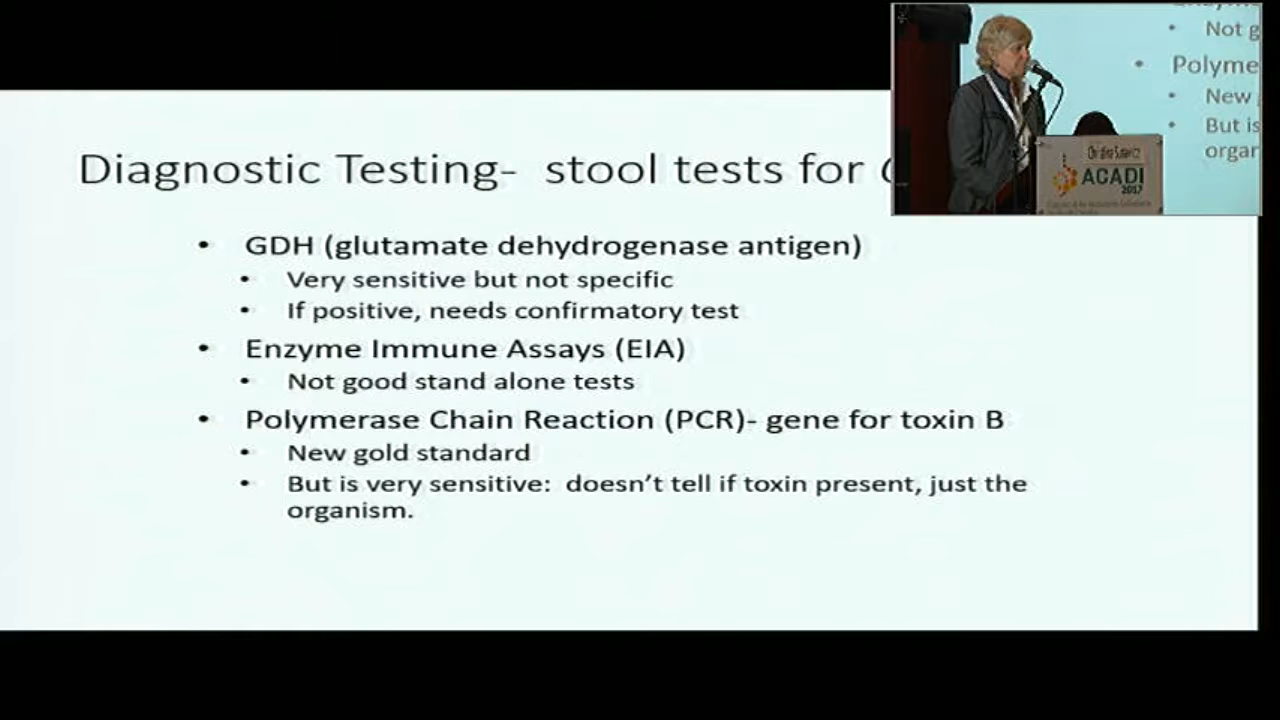 Diagnostic Testing- stool tests for
• GDH (glutamate dehydrogenase antigen)
• Very sensitive but not specific
• If positive, needs confirmatory test
• Enzyme Immune Assays (EIA)
• Not good stand alone tests
• Polymerase Chain Reaction (PCR)- gene for toxin B
• New gold standard
• But is very sensitive: doesn't tell if toxin present, just the
organism.
• Not g
• Polyme
• New
• But is
orgar
ACADI
2017